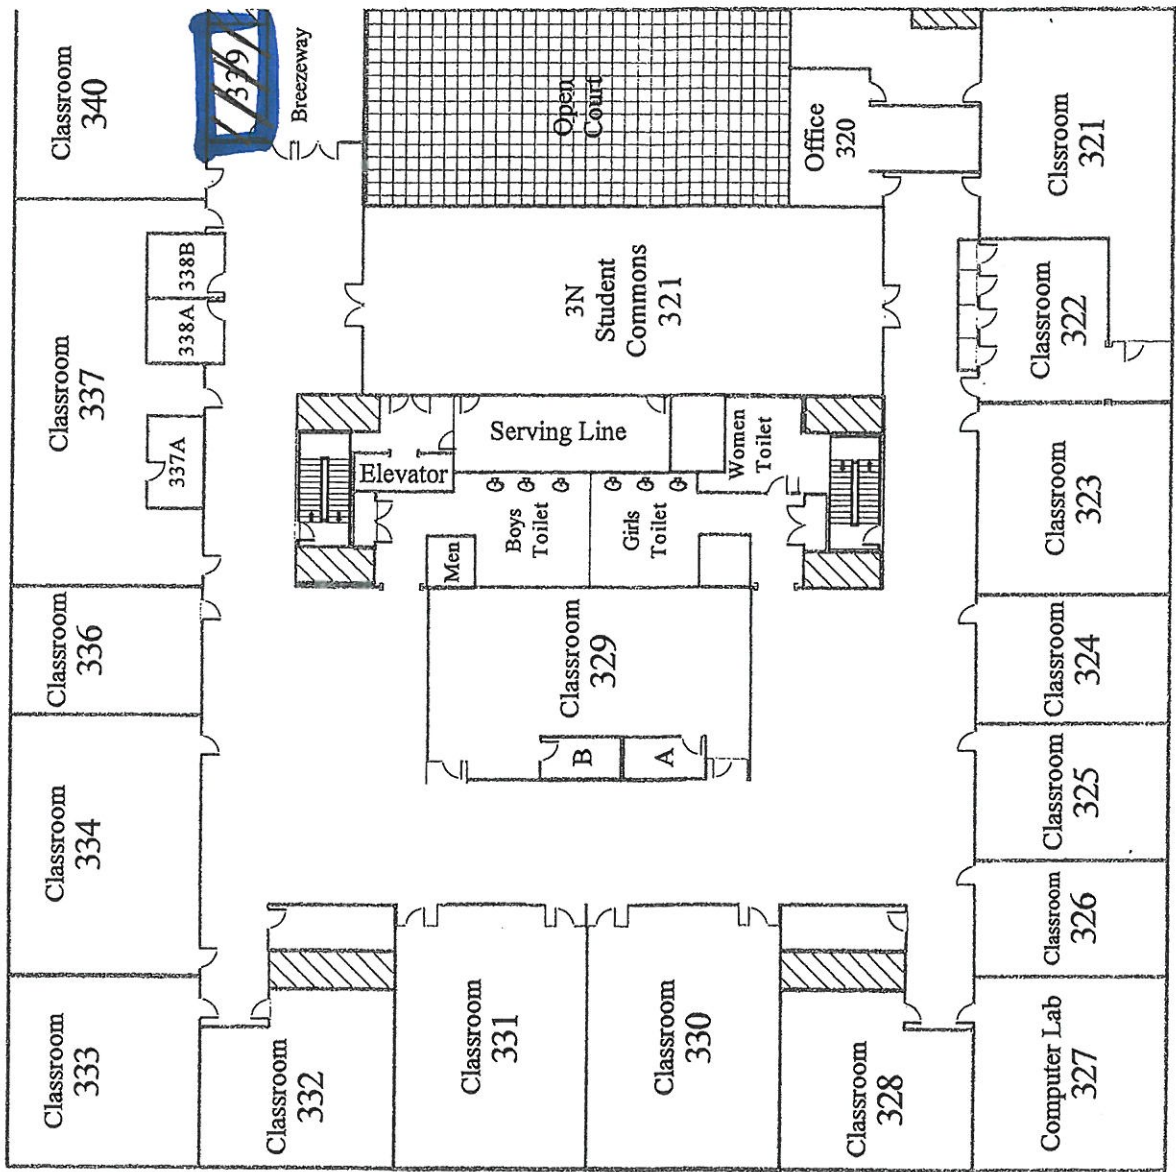 Classroom
340
339
Breezeway
Open
Court
Office
320
Clssroom
321
Classroom
337
338B
338A
337A
3N
Student
Commons
321
Classroom
322
Serving Line
Elevator
Women
Toilet
Boys
Toilet
Girls
Toilet
Men
Classroom
323
Classroom
336
Classroom
329
B
A
Classroom
324
Classroom
334
Classroom
325
Classroom
326
Classroom
333
Classroom
332
Classroom
331
Classroom
330
Classroom
328
Computer Lab
327